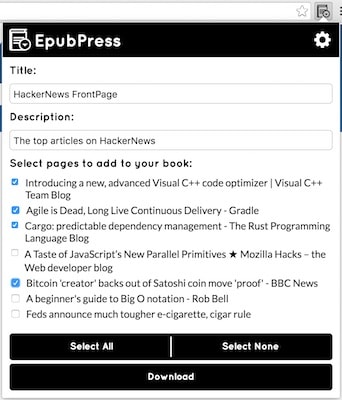 EpubPress
Title:
HackerNews FrontPage
Description:
The top articles on HackerNews
Select pages to add to your book:
Introducing a new, advanced Visual C++ code optimizer | Visual C++
Team Blog
Agile is Dead, Long Live Continuous Delivery - Gradle
Cargo: predictable dependency management - The Rust Programming
Language Blog
A Taste of JavaScript's New Parallel Primitives ★ Mozilla Hacks – the
Web developer blog
Bitcoin 'creator' backs out of Satoshi coin move 'proof' - BBC News
A beginner's guide to Big O notation - Rob Bell
Feds announce much tougher e-cigarette, cigar rule
Select All
Select None
Download